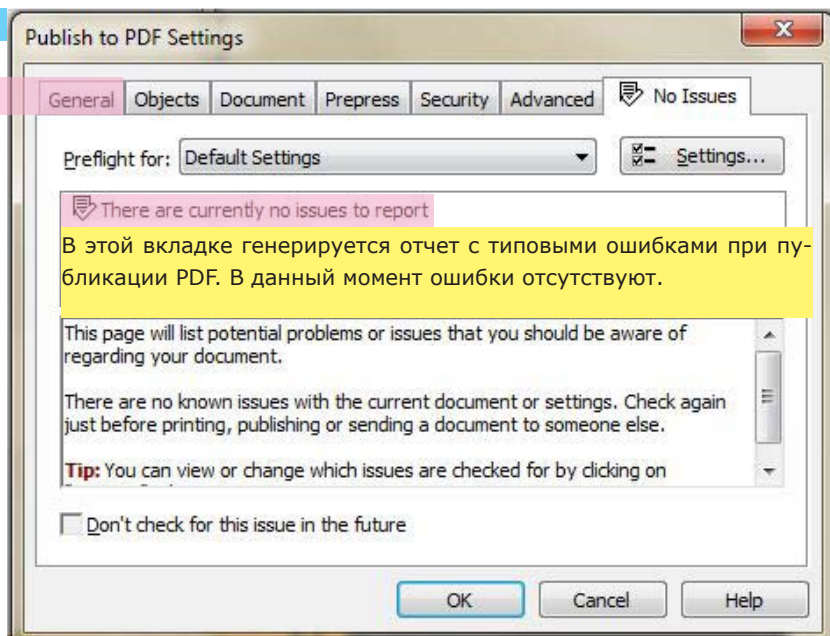 Publish to PDF Settings
General Objects Document Prepress Security Advanced No Issues
Preflight for: Default Settings Settings...
There are currently no issues to report
В этой вкладке генерируется отчет с типовыми ошибками при пу-
бликации PDF. В данный момент ошибки отсутствуют.
This page will list potential problems or issues that you should be aware of
regarding your document.
There are no known issues with the current document or settings. Check again
just before printing, publishing or sending a document to someone else.
Tip: You can view or change which issues are checked for by clicking on
Don't check for this issue in the future
OK Cancel Help